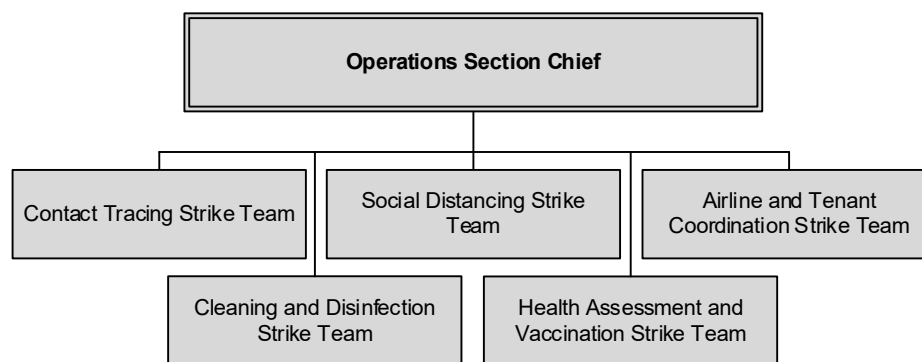 Operations Section Chief
Contact Tracing Strike Team
Social Distancing Strike
Team
Airline and Tenant
Coordination Strike Team
Cleaning and Disinfection
Strike Team
Health Assessment and
Vaccination Strike Team